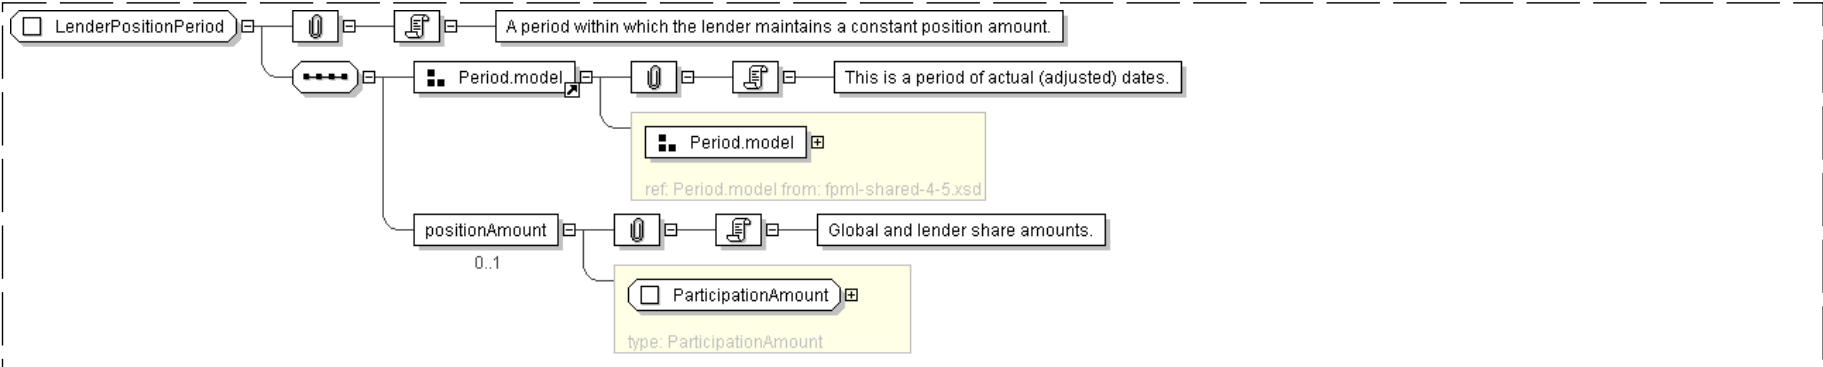 LenderPositionPeriod
A period within which the lender maintains a constant position amount.
Period.model
This is a period of actual (adjusted) dates.
Period.model
ref: Period.model from: fpml-shared-4-5.xsd
positionAmount
Global and lender share amounts.
0..1
ParticipationAmount
type: ParticipationAmount